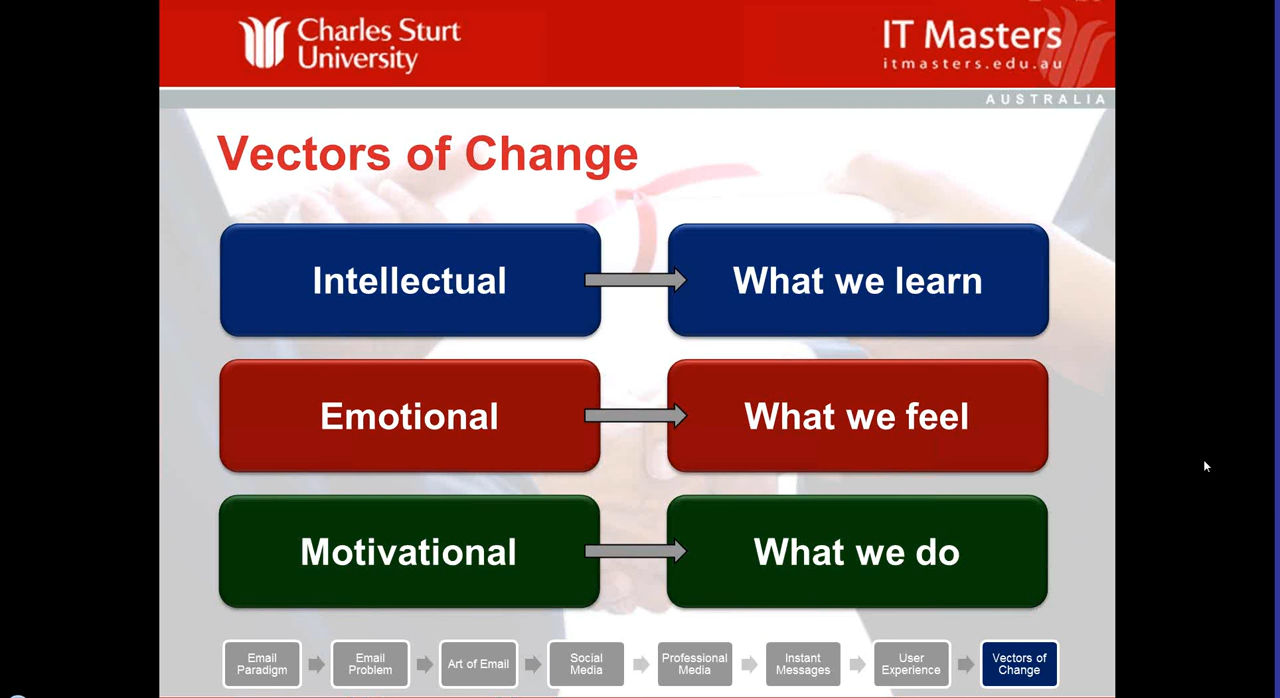 Charles Sturt
University
IT Masters
itmasters.edu.au
AUSTRALIA
Vectors of Change
Intellectual
What we learn
Emotional
What we feel
Motivational
What we do
Email
Paradigm
Email
Problem
Art of Email
Social
Media
Professional
Media
Instant
Messages
User
Experience
Vectors of
Change